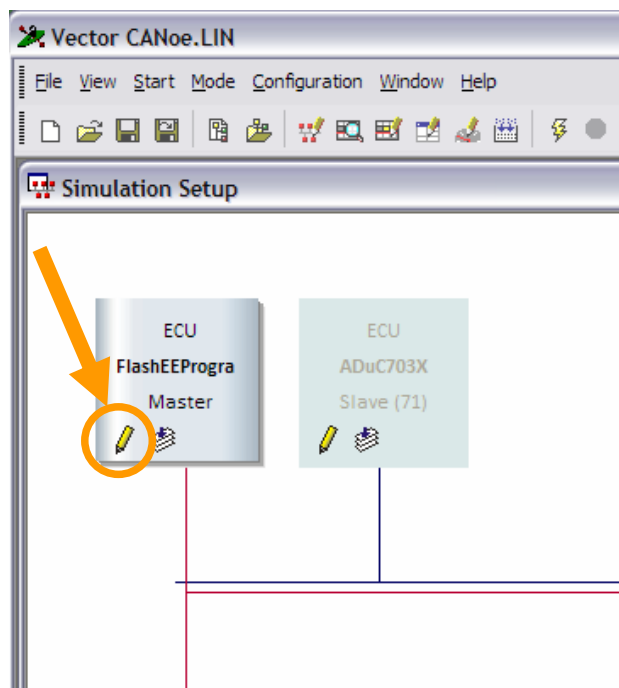 Vector CANoe.LIN
File View Start Mode Configuration Window Help
Simulation Setup
ECU
FlashEEProgra
Master
ECU
ADuC703X
Slave (71)